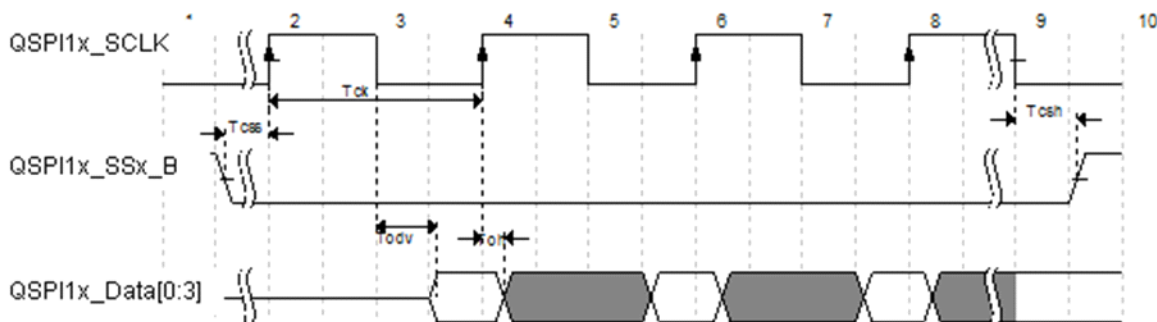 2 3 4 5 6 7 8 9 10
QSPI1x_SCLK
Tck
Tcss
Tcsh
QSPI1x_SSx_B
Todv
Toh
QSPI1x_Data[0:3]